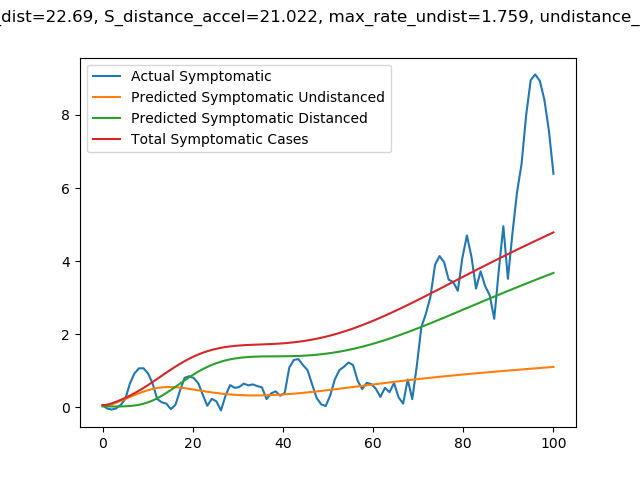 _dist=22.69, S_distance_accel=21.022, max_rate_undist=1.759, undistance_
Actual Symptomatic
Predicted Symptomatic Undistanced
Predicted Symptomatic Distanced
Total Symptomatic Cases
8
6
4
2
0
0 20 40 60 80 100